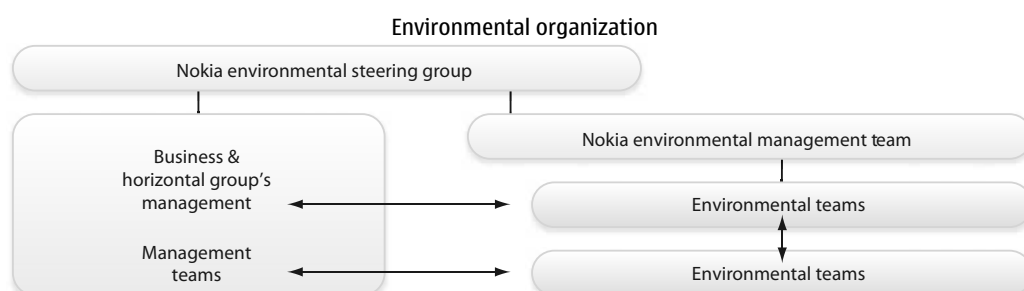 Environmental organization
Nokia environmental steering group
Business &
horizontal group's
management
Management
teams
Nokia environmental management team
Environmental teams
Environmental teams